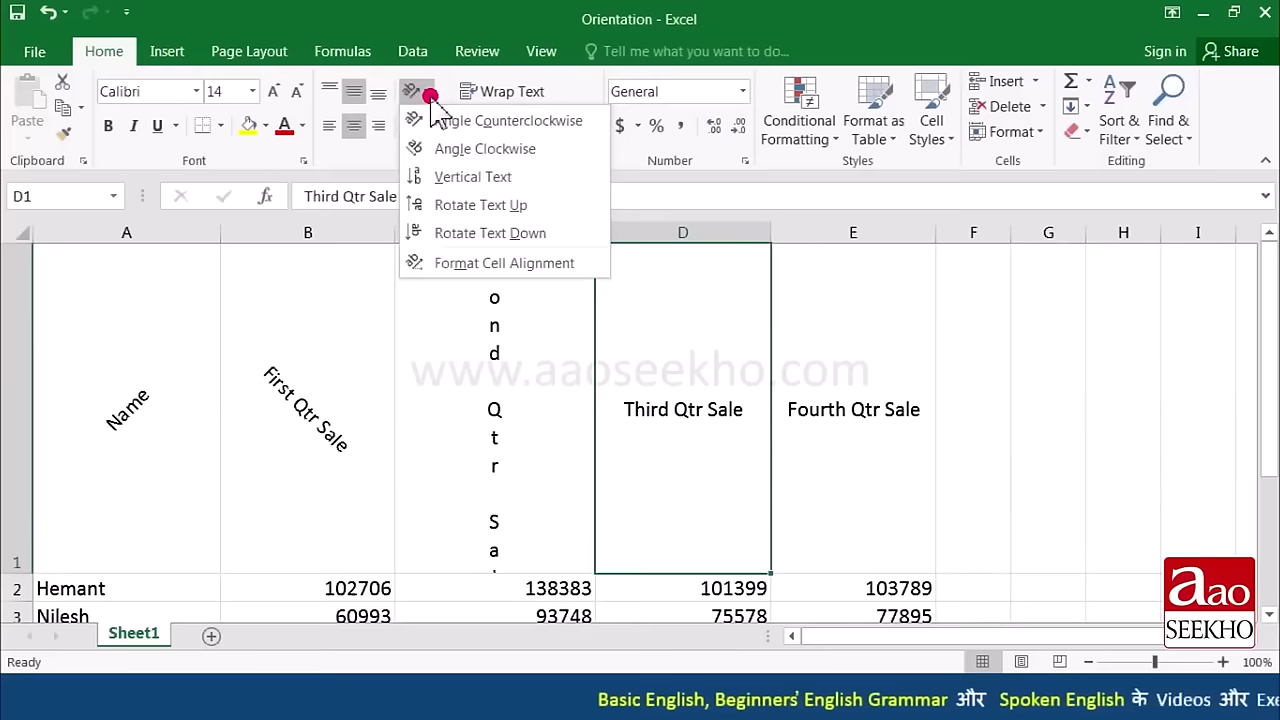 Orientation - Excel
File Home Insert Page Layout Formulas Data Review View Tell me what you want to do... Sign in Share
Calibri 14 Wrap Text General
Paste
B I U A $ % ,
Conditional Formatting
Format as Table
Cell Styles
Insert
Delete
Format
Sort & Filter
Find & Select
Clipboard Font Number Styles Cells Editing
Counterclockwise
Angle Clockwise
Vertical Text
Rotate Text Up
Rotate Text Down
Format Cell Alignment
D1 fx Third Qtr Sale
A B D E F G H I
1 Name First Qtr Sale ond Qtr Sa Third Qtr Sale Fourth Qtr Sale
www.aaoseekho.com
2 Hemant 102706 138383 101399 103789
3 Nilesh 60993 93748 75578 77895
aao
SEEKHO
Sheet1
Ready 100%
Basic English, Beginners' English Grammar और Spoken English के Videos और Exe